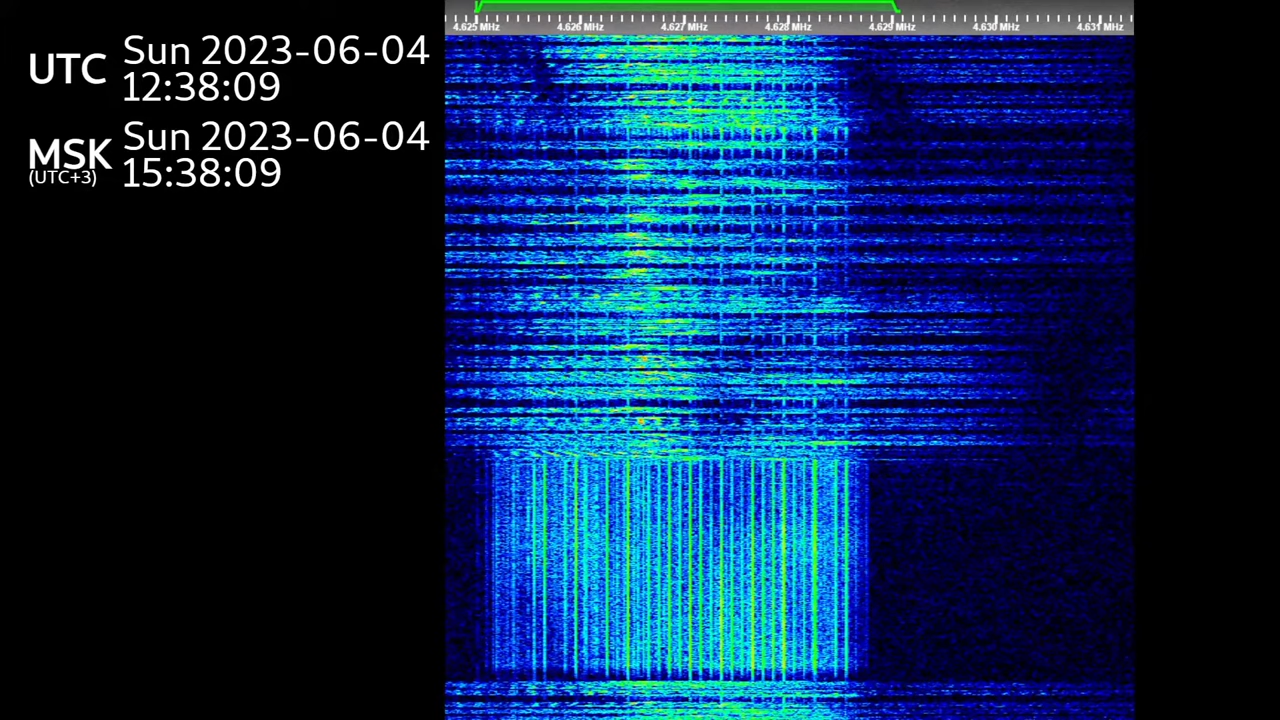 4.625 MHz 4.626 MHz 4.627 MHz 4.628 MHz 4.629 MHz 4.630 MHz 4.631 MHz
UTC Sun 2023-06-04
12:38:09
MSK Sun 2023-06-04
(UTC+3) 15:38:09